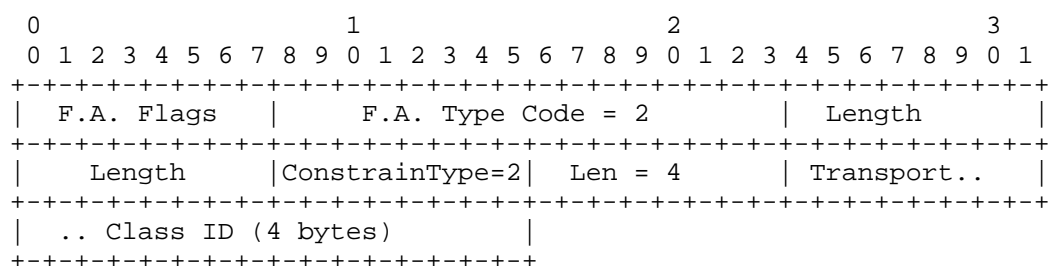 0                   1                   2                   3
 0 1 2 3 4 5 6 7 8 9 0 1 2 3 4 5 6 7 8 9 0 1 2 3 4 5 6 7 8 9 0 1
+-+-+-+-+-+-+-+-+-+-+-+-+-+-+-+-+-+-+-+-+-+-+-+-+-+-+-+-+-+-+-+-+
|  F.A. Flags   |     F.A. Type Code = 2        |  Length       |
+-+-+-+-+-+-+-+-+-+-+-+-+-+-+-+-+-+-+-+-+-+-+-+-+-+-+-+-+-+-+-+-+
|    Length     |ConstrainType=2|  Len = 4      | Transport..   |
+-+-+-+-+-+-+-+-+-+-+-+-+-+-+-+-+-+-+-+-+-+-+-+-+-+-+-+-+-+-+-+-+
|  .. Class ID (4 bytes)        |
+-+-+-+-+-+-+-+-+-+-+-+-+-+-+-+-+